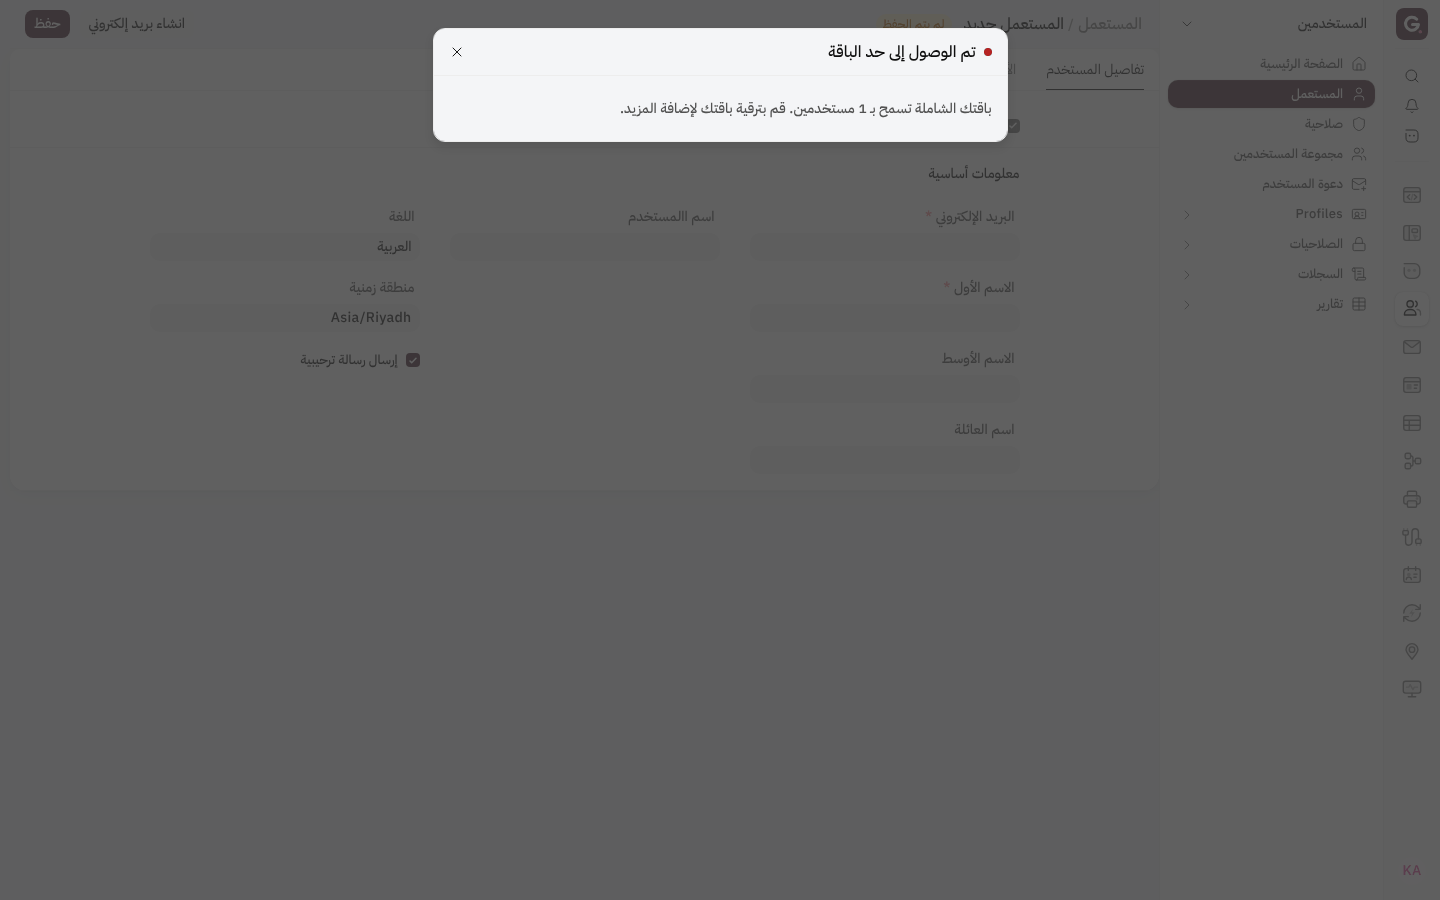 المستخدمين
الصفحة الرئيسية
المستعمل
صلاحية
مجموعة المستخدمين
دعوة المستخدم
Profiles
الصلاحيات
السجلات
تقارير
KA
المستعمل / المستعمل جديد
لم يتم الحفظ
انشاء بريد إلكتروني
حفظ
تم الوصول إلى حد الباقة
باقتك الشاملة تسمح بـ 1 مستخدمين. قم بترقية باقتك لإضافة المزيد.
تفاصيل المستخدم
معلومات أساسية
البريد الإلكتروني *
اسم االمستخدم
اللغة
العربية
الاسم الأول *
منطقة زمنية
Asia/Riyadh
الاسم الأوسط
إرسال رسالة ترحيبية
اسم العائلة